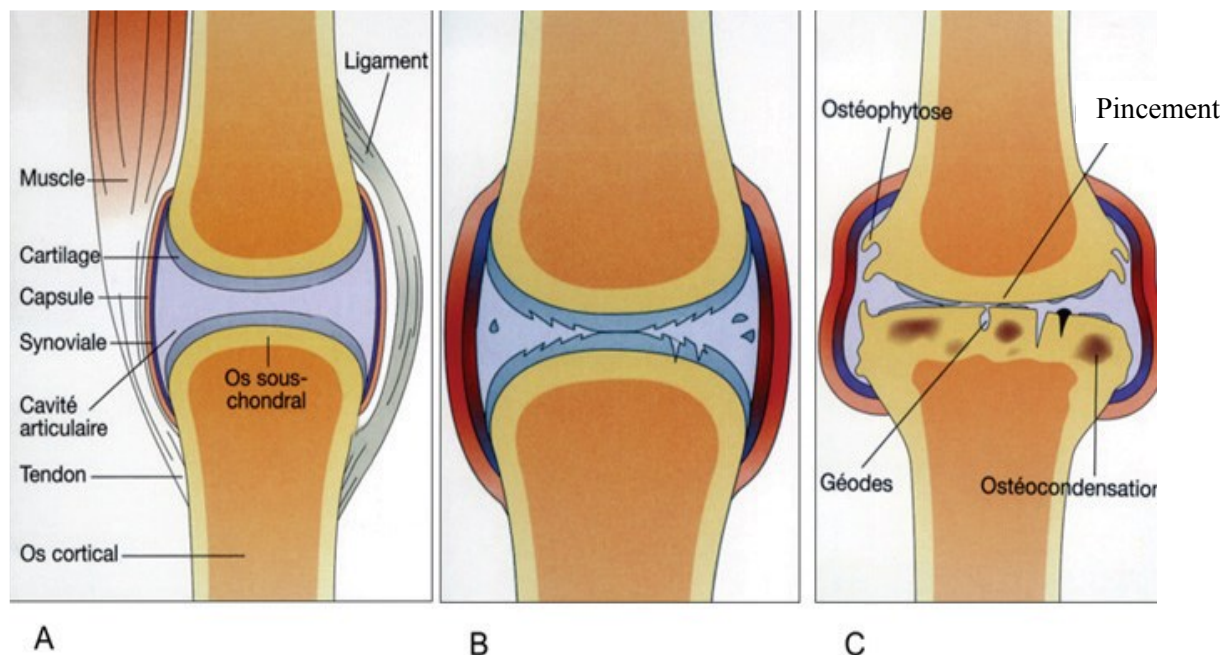 Ligament
Muscle
Cartilage
Capsule
Synoviale
Os sous-
chondral
Cavité
articulaire
Tendon
Os cortical
A
B
Ostéophytose
Pincement
Géodes
Ostéocondensation
C